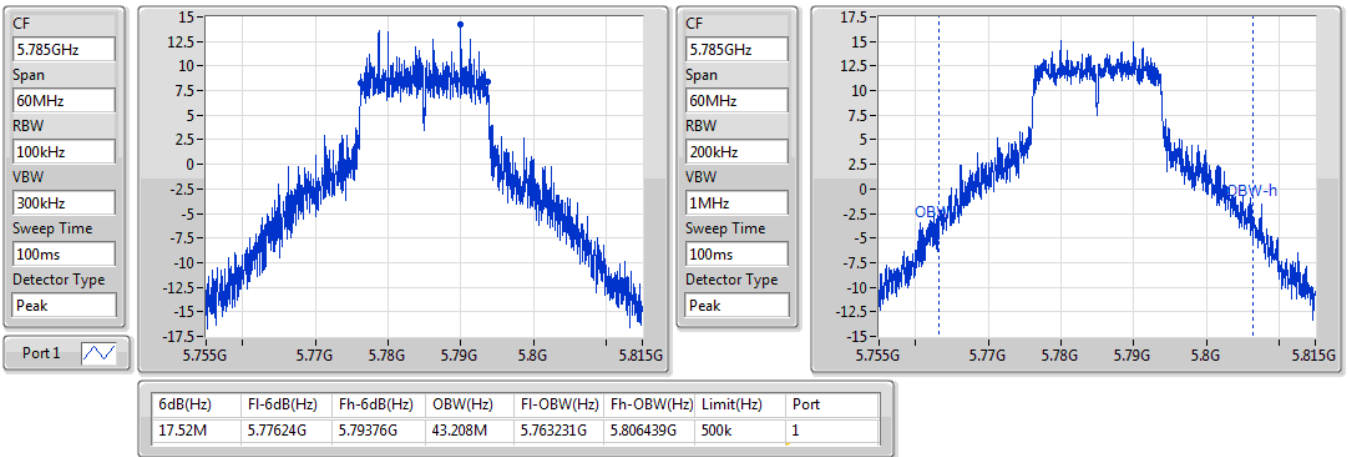 CF
5.785GHz
Span
60MHz
RBW
100kHz
VBW
300kHz
Sweep Time
100ms
Detector Type
Peak
Port 1
15
12.5
10
7.5
5
2.5
0
-2.5
-5
-7.5
-10
-12.5
-15
-17.5
5.755G 5.77G 5.78G 5.79G 5.8G 5.815G
CF
5.785GHz
Span
60MHz
RBW
200kHz
VBW
1MHz
Sweep Time
100ms
Detector Type
Peak
17.5
15
12.5
10
7.5
5
2.5
0
-2.5
-5
-7.5
-10
-12.5
-15
OBW-h
5.755G 5.77G 5.78G 5.79G 5.8G 5.815G
6dB(Hz) Fl-6dB(Hz) Fh-6dB(Hz) OBW(Hz) Fl-OBW(Hz) Fh-OBW(Hz) Limit(Hz) Port
17.52M 5.77624G 5.79376G 43.208M 5.763231G 5.806439G 500k 1